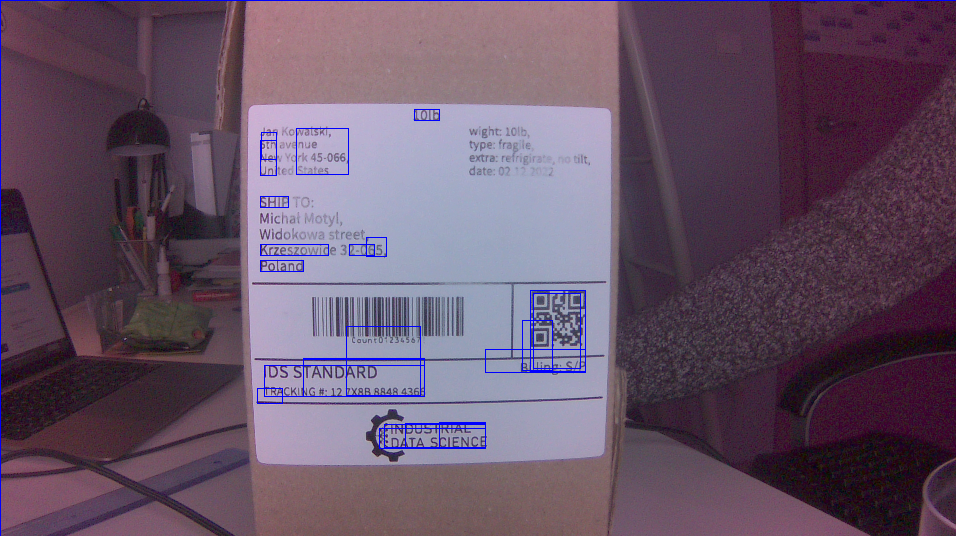 10lb
Jan Kowalski,
5th avenue
New York 45-066,
United States
wight: 10lb,
type: fragile,
extra: refrigirate, no tilt,
date: 02.12.2022
SHIP TO:
Michał Motyl,
Widokowa street,
Krzeszowice 32-065,
Poland
Count01234567
DS STANDARD
Billing: S/P
TRACKING #: 12 7X8B 8848 4366
INDUSTRIAL
DATA SCIENCE